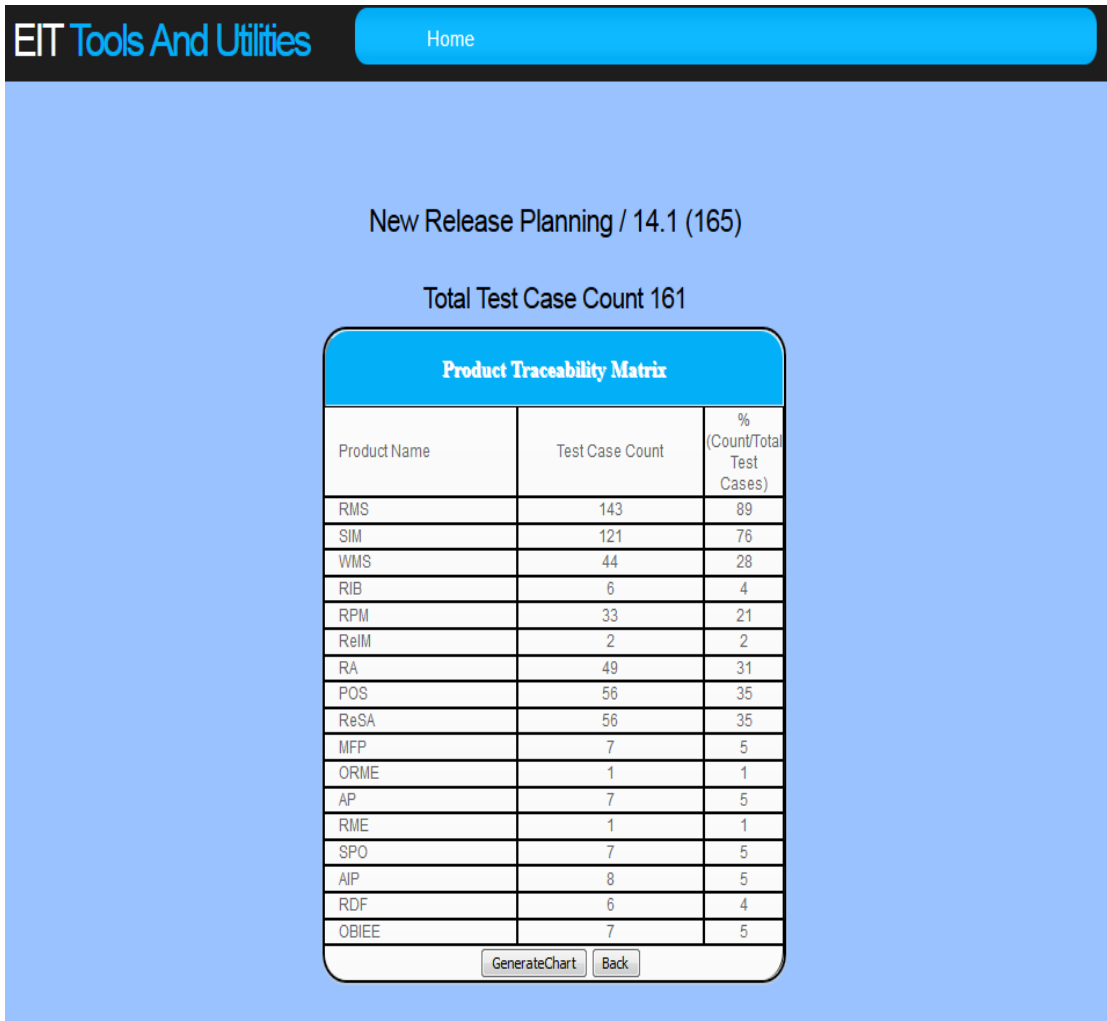 EIT Tools And Utilities
Home
New Release Planning / 14.1 (165)
Total Test Case Count 161
Product Traceability Matrix
Product Name Test Case Count % (Count/Total Test Cases)
RMS 143 89
SIM 121 76
WMS 44 28
RIB 6 4
RPM 33 21
ReIM 2 2
RA 49 31
POS 56 35
ReSA 56 35
MFP 7 5
ORME 1 1
AP 7 5
RME 1 1
SPO 7 5
AIP 8 5
RDF 6 4
OBIEE 7 5
GenerateChart Back